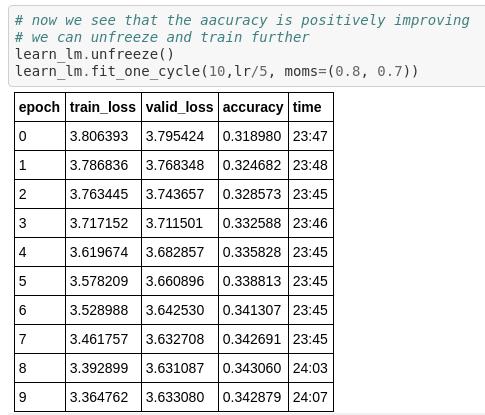 # now we see that the aacuracy is positively improving
# we can unfreeze and train further
learn_lm.unfreeze()
learn_lm.fit_one_cycle(10,lr/5, moms=(0.8, 0.7))
epoch train_loss valid_loss accuracy time
0 3.806393 3.795424 0.318980 23:47
1 3.786836 3.768348 0.324682 23:48
2 3.763445 3.743657 0.328573 23:45
3 3.717152 3.711501 0.332588 23:46
4 3.619674 3.682857 0.335828 23:45
5 3.578209 3.660896 0.338813 23:45
6 3.528988 3.642530 0.341307 23:45
7 3.461757 3.632708 0.342691 23:45
8 3.392899 3.631087 0.343060 24:03
9 3.364762 3.633080 0.342879 24:07